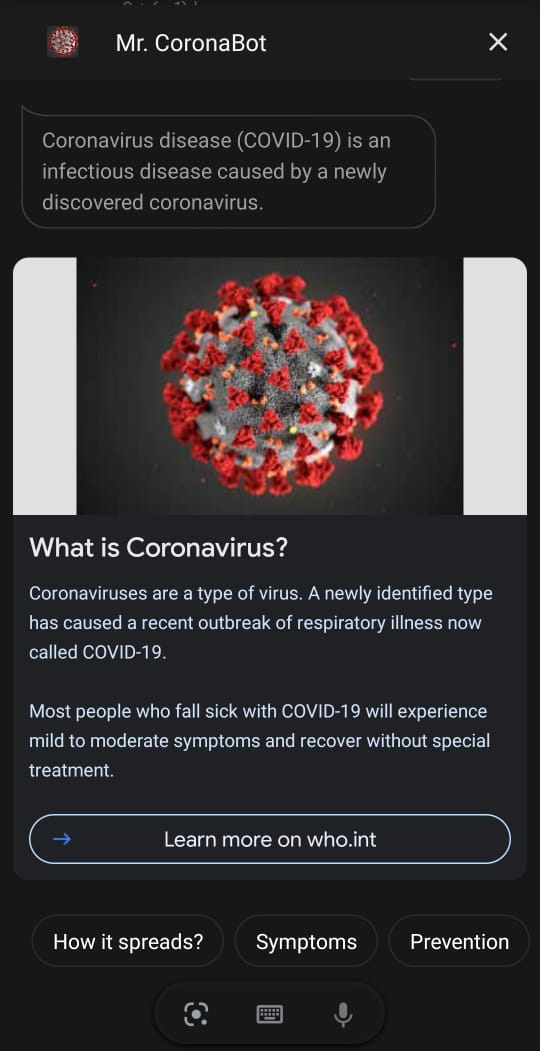 Mr. CoronaBot
Coronavirus disease (COVID-19) is an
infectious disease caused by a newly
discovered coronavirus.
What is Coronavirus?
Coronaviruses are a type of virus. A newly identified type
has caused a recent outbreak of respiratory illness now
called COVID-19.
Most people who fall sick with COVID-19 will experience
mild to moderate symptoms and recover without special
treatment.
Learn more on who.int
How it spreads?
Symptoms
Prevention